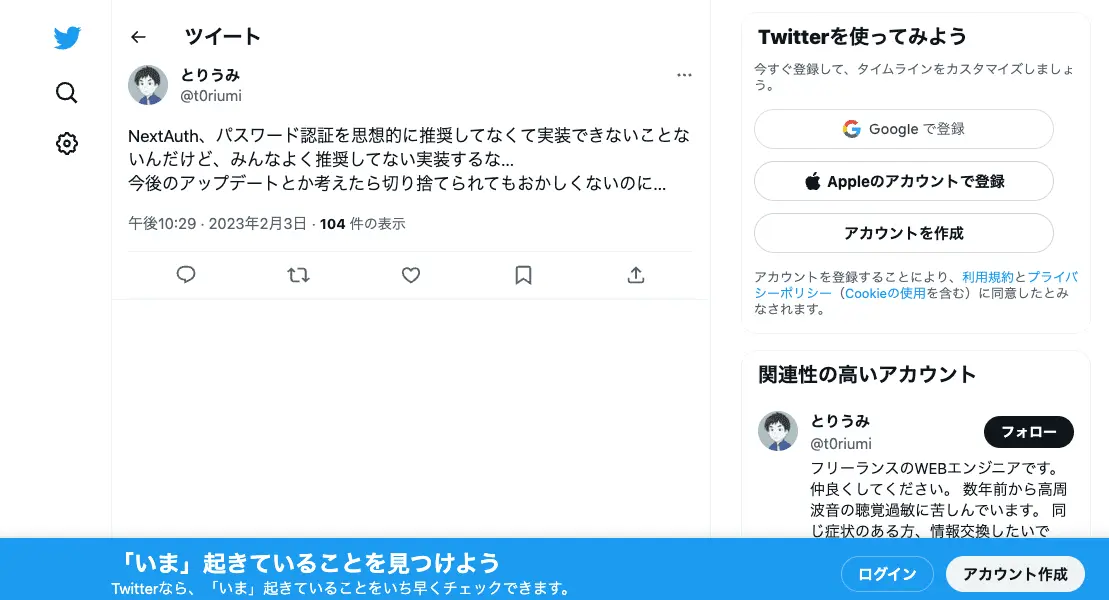 ツイート
とりうみ
@t0riumi
NextAuth、パスワード認証を思想的に推奨してなくて実装できないことな
いんだけど、みんなよく推奨してない実装するな...
今後のアップデートとか考えたら切り捨てられてもおかしくないのに...
午後10:29 · 2023年2月3日 · 104 件の表示
Twitterを使ってみよう
今すぐ登録して、タイムラインをカスタマイズしましょ
う。
Google で登録
Appleのアカウントで登録
アカウントを作成
アカウントを登録することにより、利用規約とプライバ
シーポリシー（Cookieの使用を含む）に同意したとみ
なされます。
関連性の高いアカウント
とりうみ
@t0riumi
フォロー
フリーランスのWEBエンジニアです。
仲良くしてください。 数年前から高周
波音の聴覚過敏に苦しんでいます。 同
じ症状のある方、情報交換したいで
「いま」起きていることを見つけよう
Twitterなら、「いま」起きていることをいち早くチェックできます。
ログイン
アカウント作成